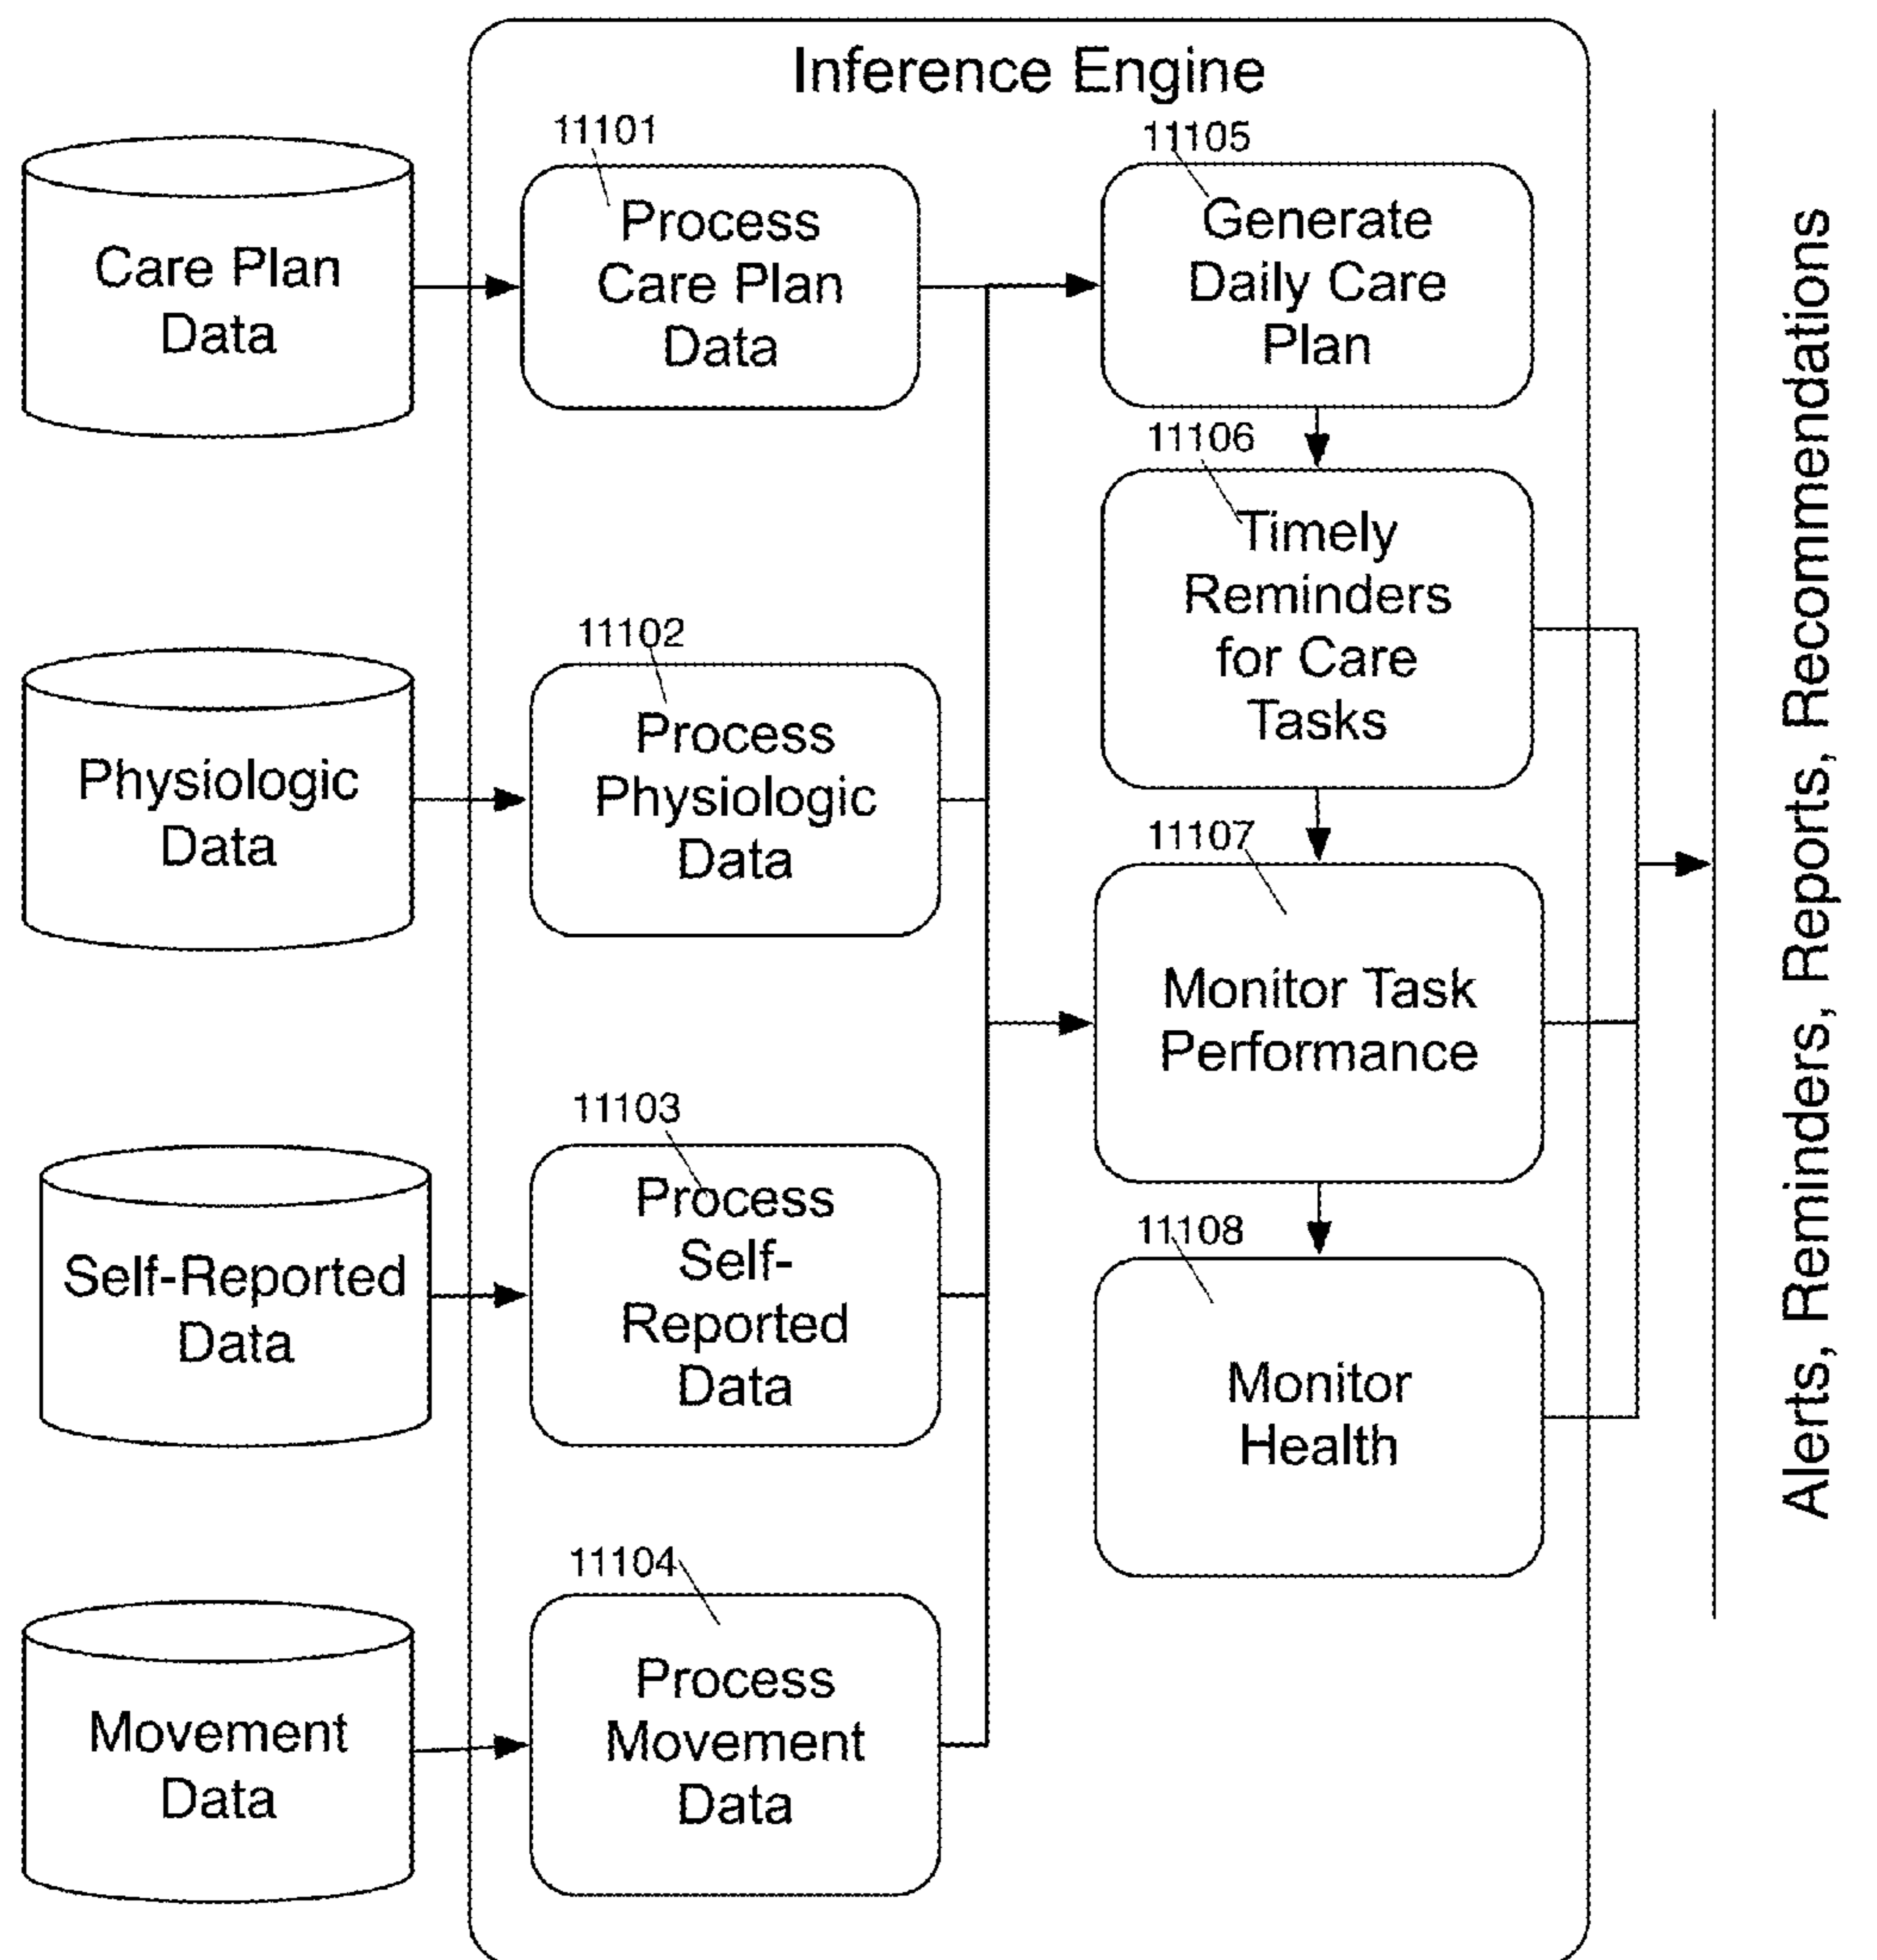 Inference Engine
Care Plan
Data
11101
Process
Care Plan
Data
11105
Generate
Daily Care
Plan
11106
Timely
Reminders
for Care
Tasks
Physiologic
Data
11102
Process
Physiologic
Data
11107
Monitor Task
Performance
Self-Reported
Data
11103
Process
Self-
Reported
Data
11108
Monitor
Health
Movement
Data
11104
Process
Movement
Data
Alerts, Reminders, Reports, Recommendations